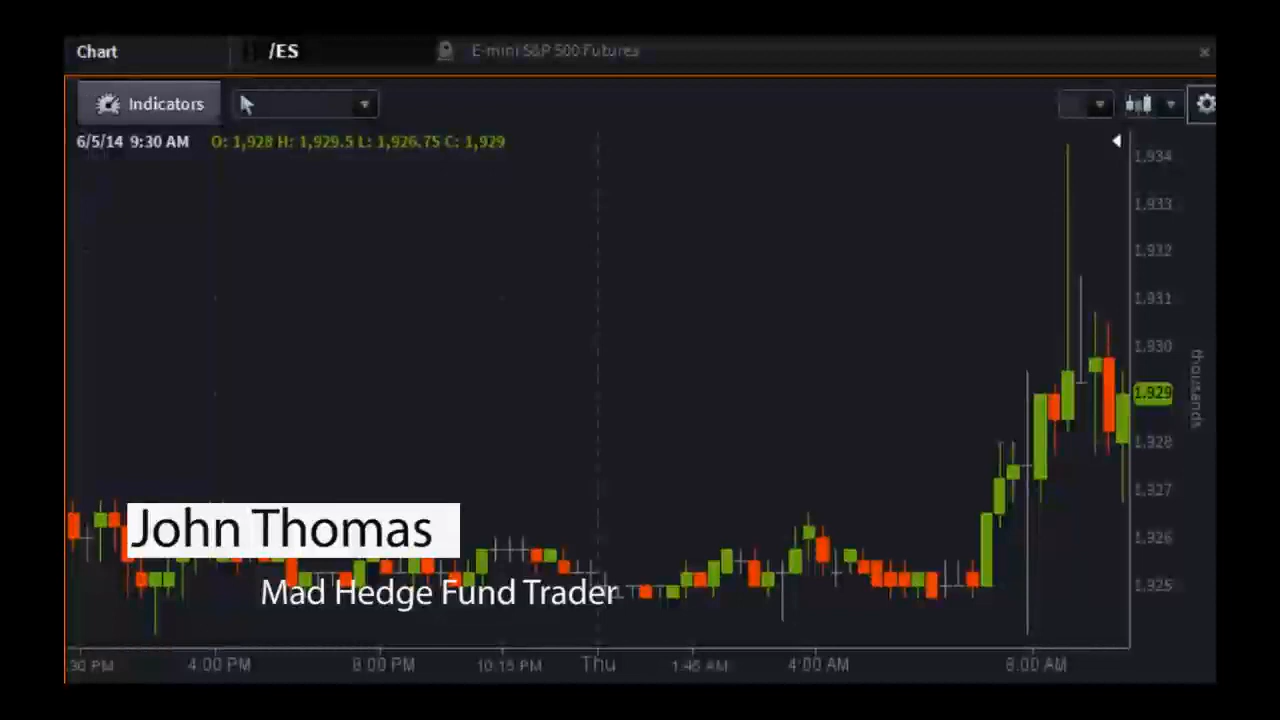 Chart /ES E-mini S&P 500 Futures
Indicators
6/5/14 9:30 AM O: 1,928 H: 1,929.5 L: 1,926.75 C: 1,929
1,934
1,933
1,932
1,931
1,930
1,929
thousands
1,928
1,927
John Thomas
1,926
Mad Hedge Fund Trader
1,925
:30 PM 4:00 PM 8:00 PM 10:15 PM Thu 1:45 AM 4:00 AM 8:00 AM